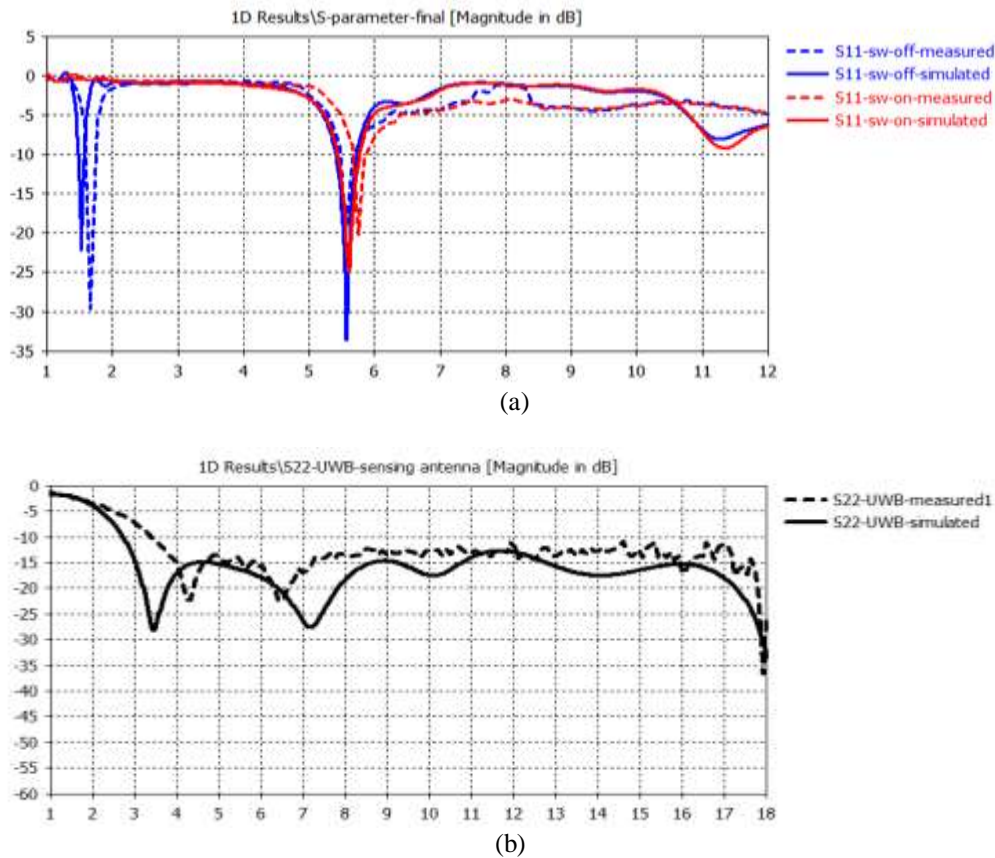 1D Results\S-parameter-final [Magnitude in dB]
5
0
-5
-10
-15
-20
-25
-30
-35
1 2 3 4 5 6 7 8 9 10 11 12
S11-sw-off-measured
S11-sw-off-simulated
S11-sw-on-measured
S11-sw-on-simulated
(a)
1D Results\S22-UWB-sensing antenna [Magnitude in dB]
0
-5
-10
-15
-20
-25
-30
-35
-40
-45
-50
-55
-60
1 2 3 4 5 6 7 8 9 10 11 12 13 14 15 16 17 18
S22-UWB-measured1
S22-UWB-simulated
(b)